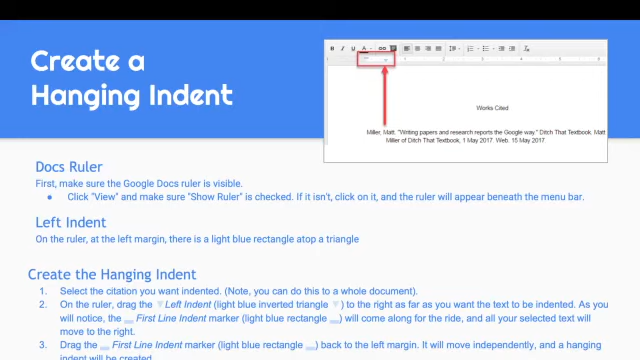 Create a
Hanging Indent
Works Cited
Miller, Matt. "Writing papers and research reports the Google way." Ditch That Textbook. Matt
Miller of Ditch That Textbook, 1 May 2017. Web. 15 May 2017
Docs Ruler
First, make sure the Google Docs ruler is visible.
● Click "View" and make sure "Show Ruler" is checked. If it isn't, click on it, and the ruler will appear beneath the menu bar.
Left Indent
On the ruler, at the left margin, there is a light blue rectangle atop a triangle
Create the Hanging Indent
1. Select the citation you want indented. (Note, you can do this to a whole document).
2. On the ruler, drag the Left Indent (light blue inverted triangle ) to the right as far as you want the text to be indented. As you
will notice, the First Line Indent marker (light blue rectangle ) will come along for the ride, and all your selected text will
move to the right.
3. Drag the First Line Indent marker (light blue rectangle ) back to the left margin. It will move independently, and a hanging
indent will be created.